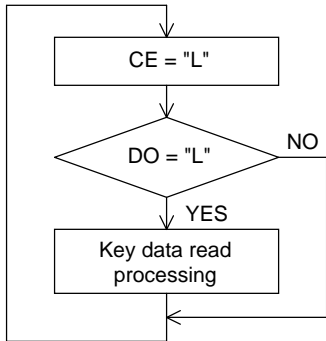 CE = "L"
DO = "L"
NO
YES
Key data read
processing